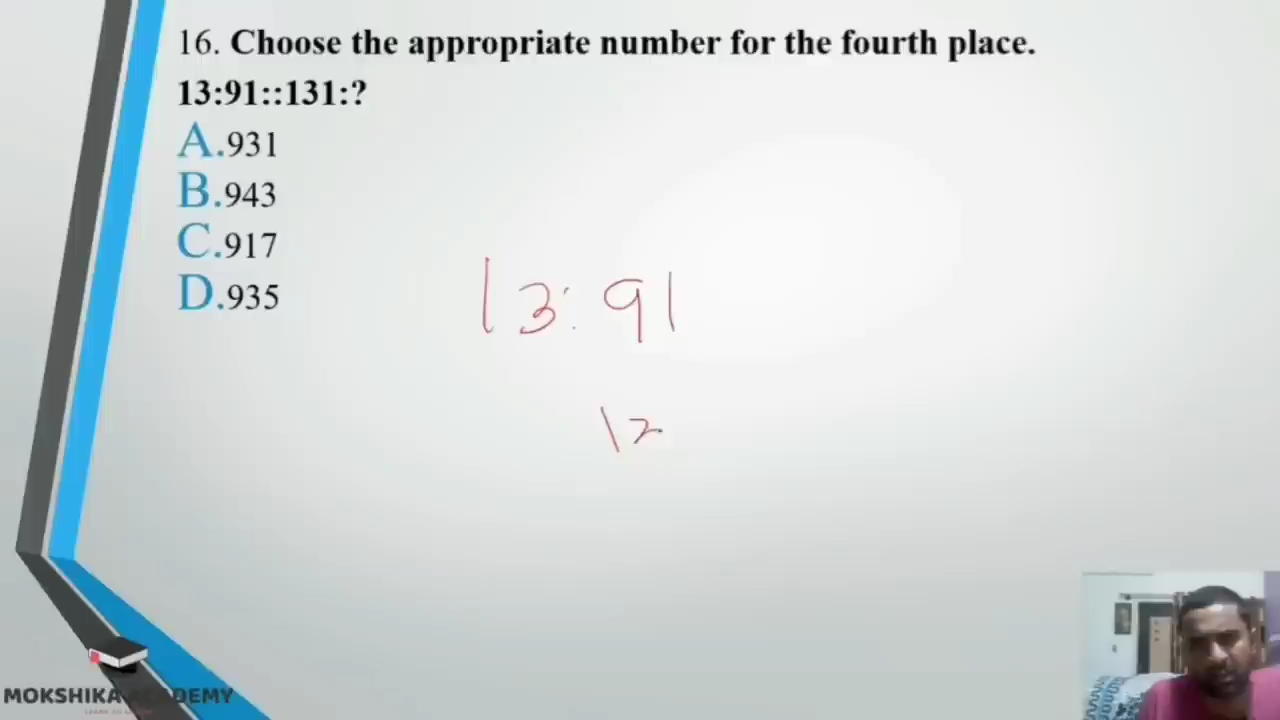 16. Choose the appropriate number for the fourth place.
13:91::131:?
A.931
B.943
C.917
D.935
13:91
12
MOKSHIKA ACADEMY